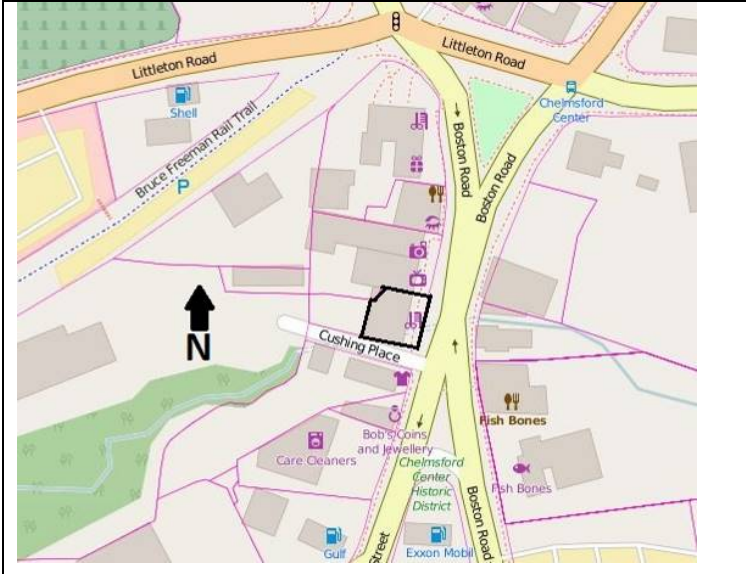 Littleton Road
Littleton Road
Shell
Chelmsford
Center
Bruce Freeman Rail Trail
P
Boston Road
Boston Road
N
Cushing Place
Bob's Coins
and Jewellery
Care Cleaners
Fish Bones
Chelmsford
Center
Historic
District
Fish Bones
Boston Road
Street
Gulf
Exxon Mobil